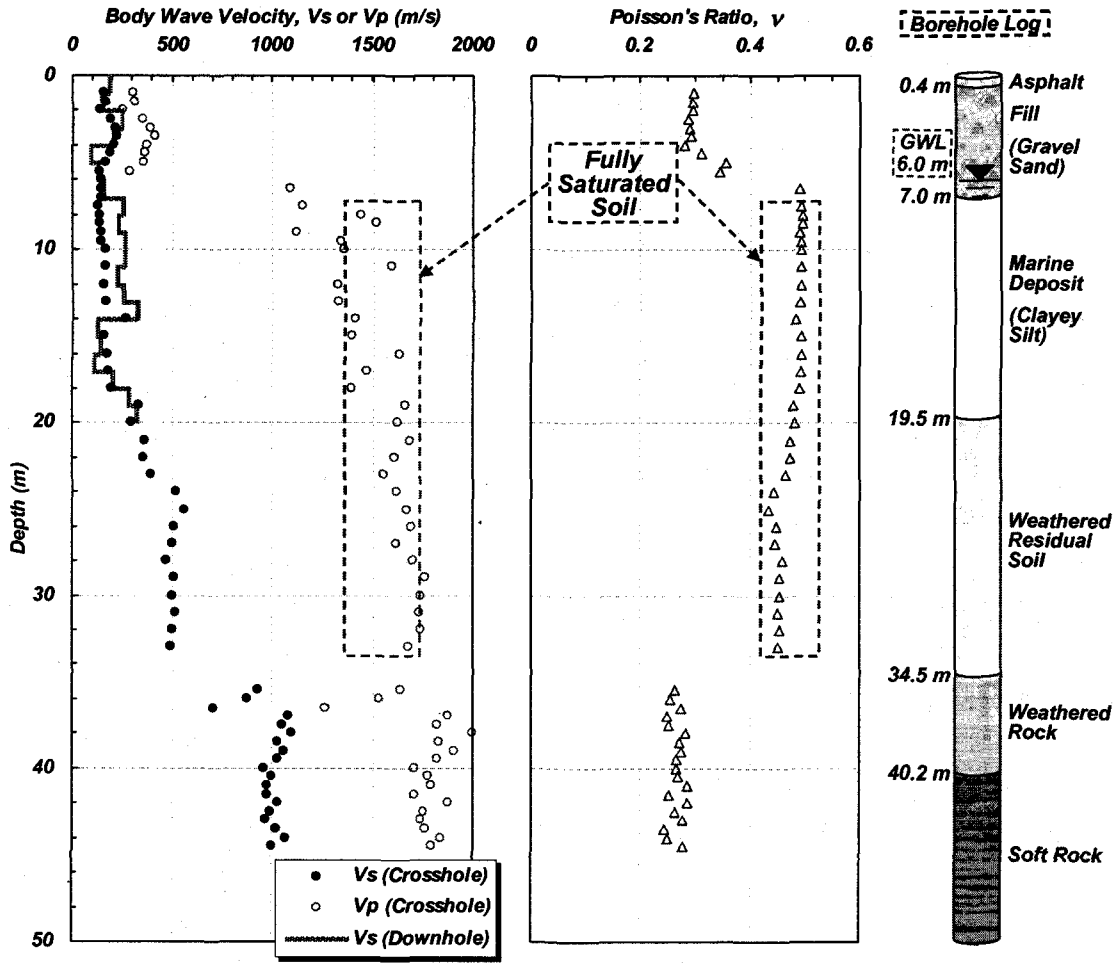 Body Wave Velocity, Vs or Vp (m/s)
0 500 1000 1500 2000
Poisson's Ratio, ν
0 0.2 0.4 0.6
Borehole Log
0
10
20
30
40
50
Depth (m)
Fully
Saturated
Soil
0.4 m
GWL
6.0 m
7.0 m
19.5 m
34.5 m
40.2 m
Asphalt
Fill
(Gravel
Sand)
Marine
Deposit
(Clayey
Silt)
Weathered
Residual
Soil
Weathered
Rock
Soft Rock
Vs (Crosshole)
Vp (Crosshole)
Vs (Downhole)